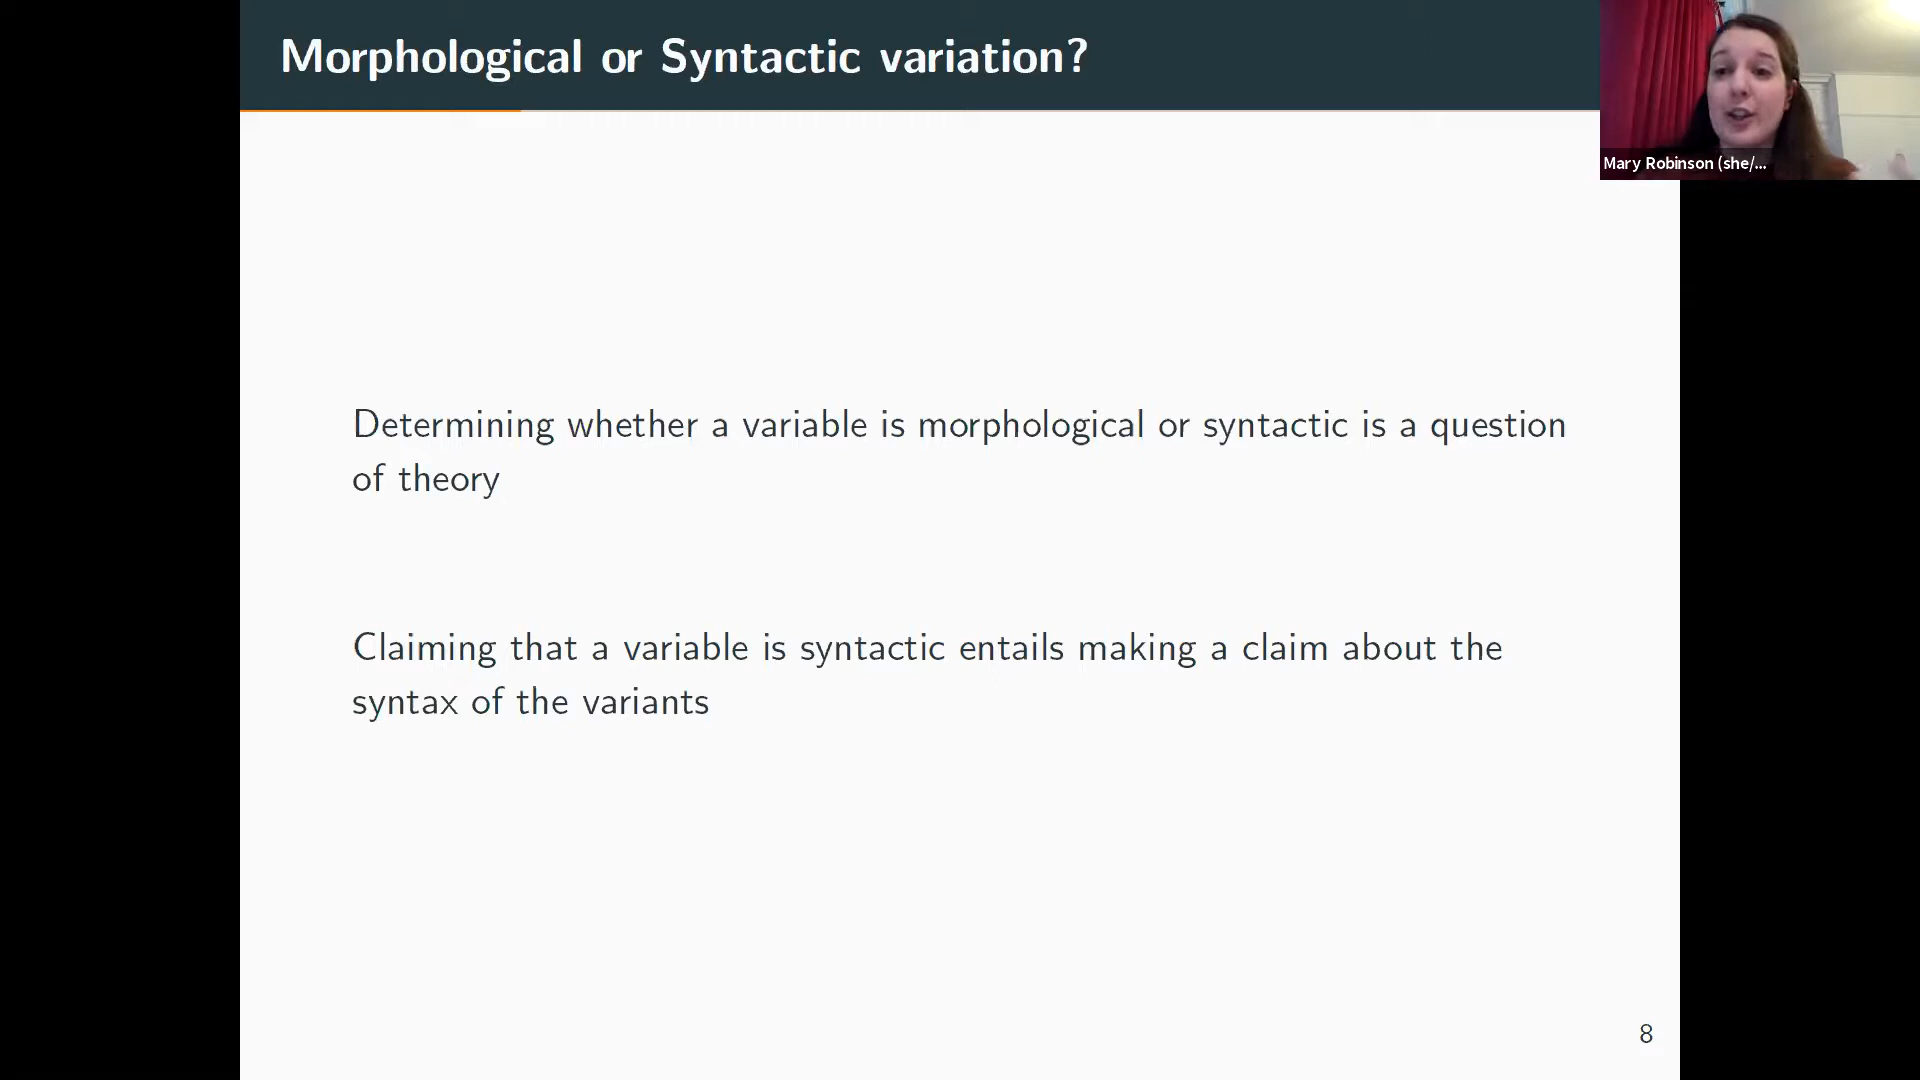 Morphological or Syntactic variation?
Mary Robinson (she/...
Determining whether a variable is morphological or syntactic is a question
of theory
Claiming that a variable is syntactic entails making a claim about the
syntax of the variants
8